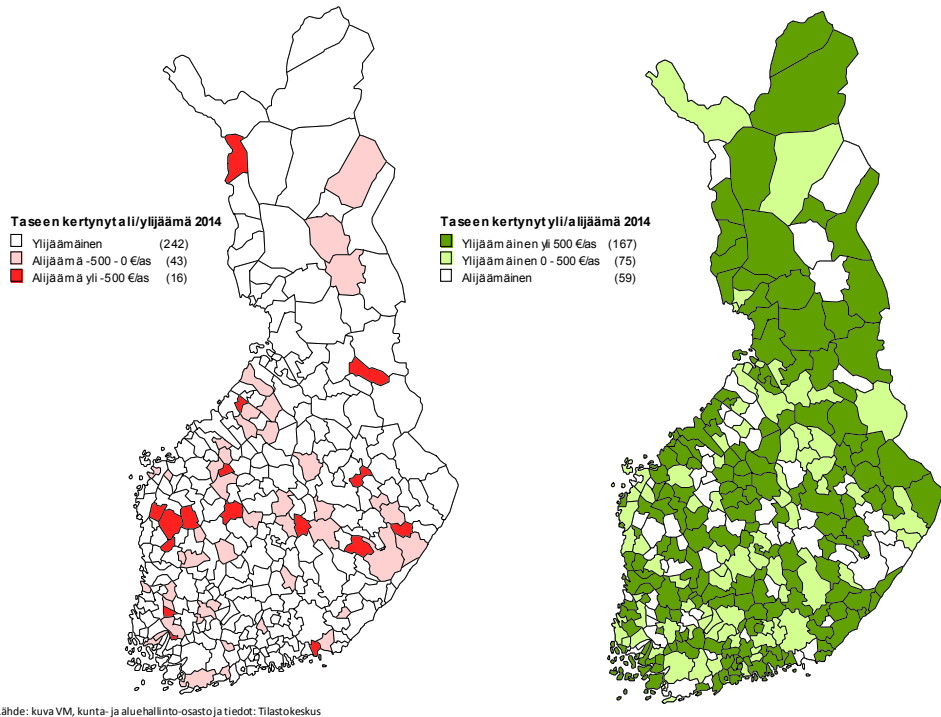 Taseen kertynyt ali/ylijäämä 2014
Ylijäämäinen (242)
Alijäämä -500 - 0 €/as (43)
Alijäämä yli -500 €/as (16)
Taseen kertynyt yli/alijäämä 2014
Ylijäämäinen yli 500 €/as (167)
Ylijäämäinen 0 - 500 €/as (75)
Alijäämäinen (59)
ähde: kuva VM, kunta- ja aluehallinto-osasto ja tiedot: Tilastokeskus